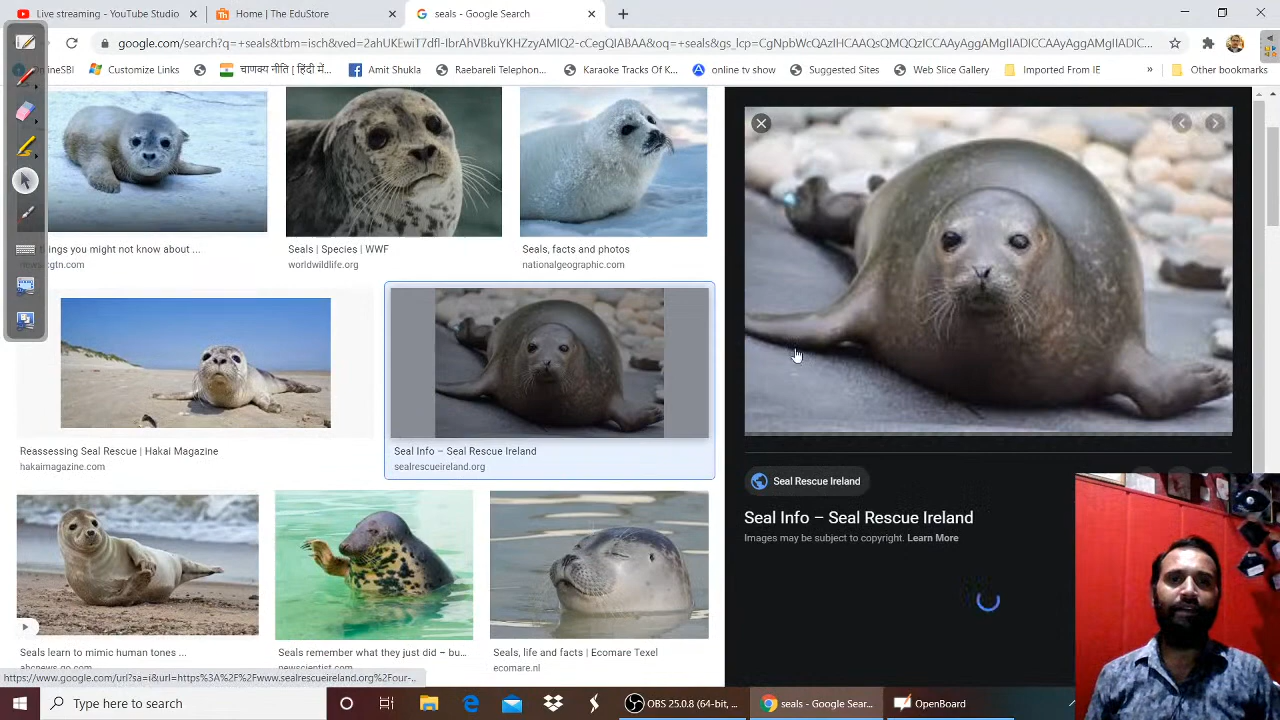 Live streaming - YouTube Studio
Home | The EduStore
seals - Google Search
google.com/search?q=+seals&tbm=isch&ved=2ahUKEwiT7dfl-IbrAhVBkuYKHZzyAMIQ-cCegQIABAA&oq=+seals&gs_lcp=CgNpbWcQAzIHCAAQsQMQQzICCAAyAggAMgIIADICCAAyAggAMgIIADIC...
OnlineSBI
Customize Links
चाणक्य नीति [ हिंदी में...
Amit Shukla
Raebareli Telephon...
Karaoke Tracks Of K...
online tv show
Suggested Sites
Web Slice Gallery
Imported From IE
»
Other bookmarks
things you might not know about ...
Seals | Species | WWF
worldwildlife.org
Seals, facts and photos
nationalgeographic.com
Reassessing Seal Rescue | Hakai Magazine
hakaimagazine.com
Seal Info – Seal Rescue Ireland
sealrescueireland.org
Seals learn to mimic human tones ...
abcnews.go.com
Seals remember what they just did – bu...
newscientist.com
Seals, life and facts | Ecomare Texel
ecomare.nl
Seal Rescue Ireland
Seal Info – Seal Rescue Ireland
Images may be subject to copyright. Learn More
https://www.google.com/url?sa=i&url=https%3A%2F%2Fwww.sealrescueireland.org%2Four-...
Type here to search
OBS 25.0.8 (64-bit, ...
seals - Google Sear...
OpenBoard